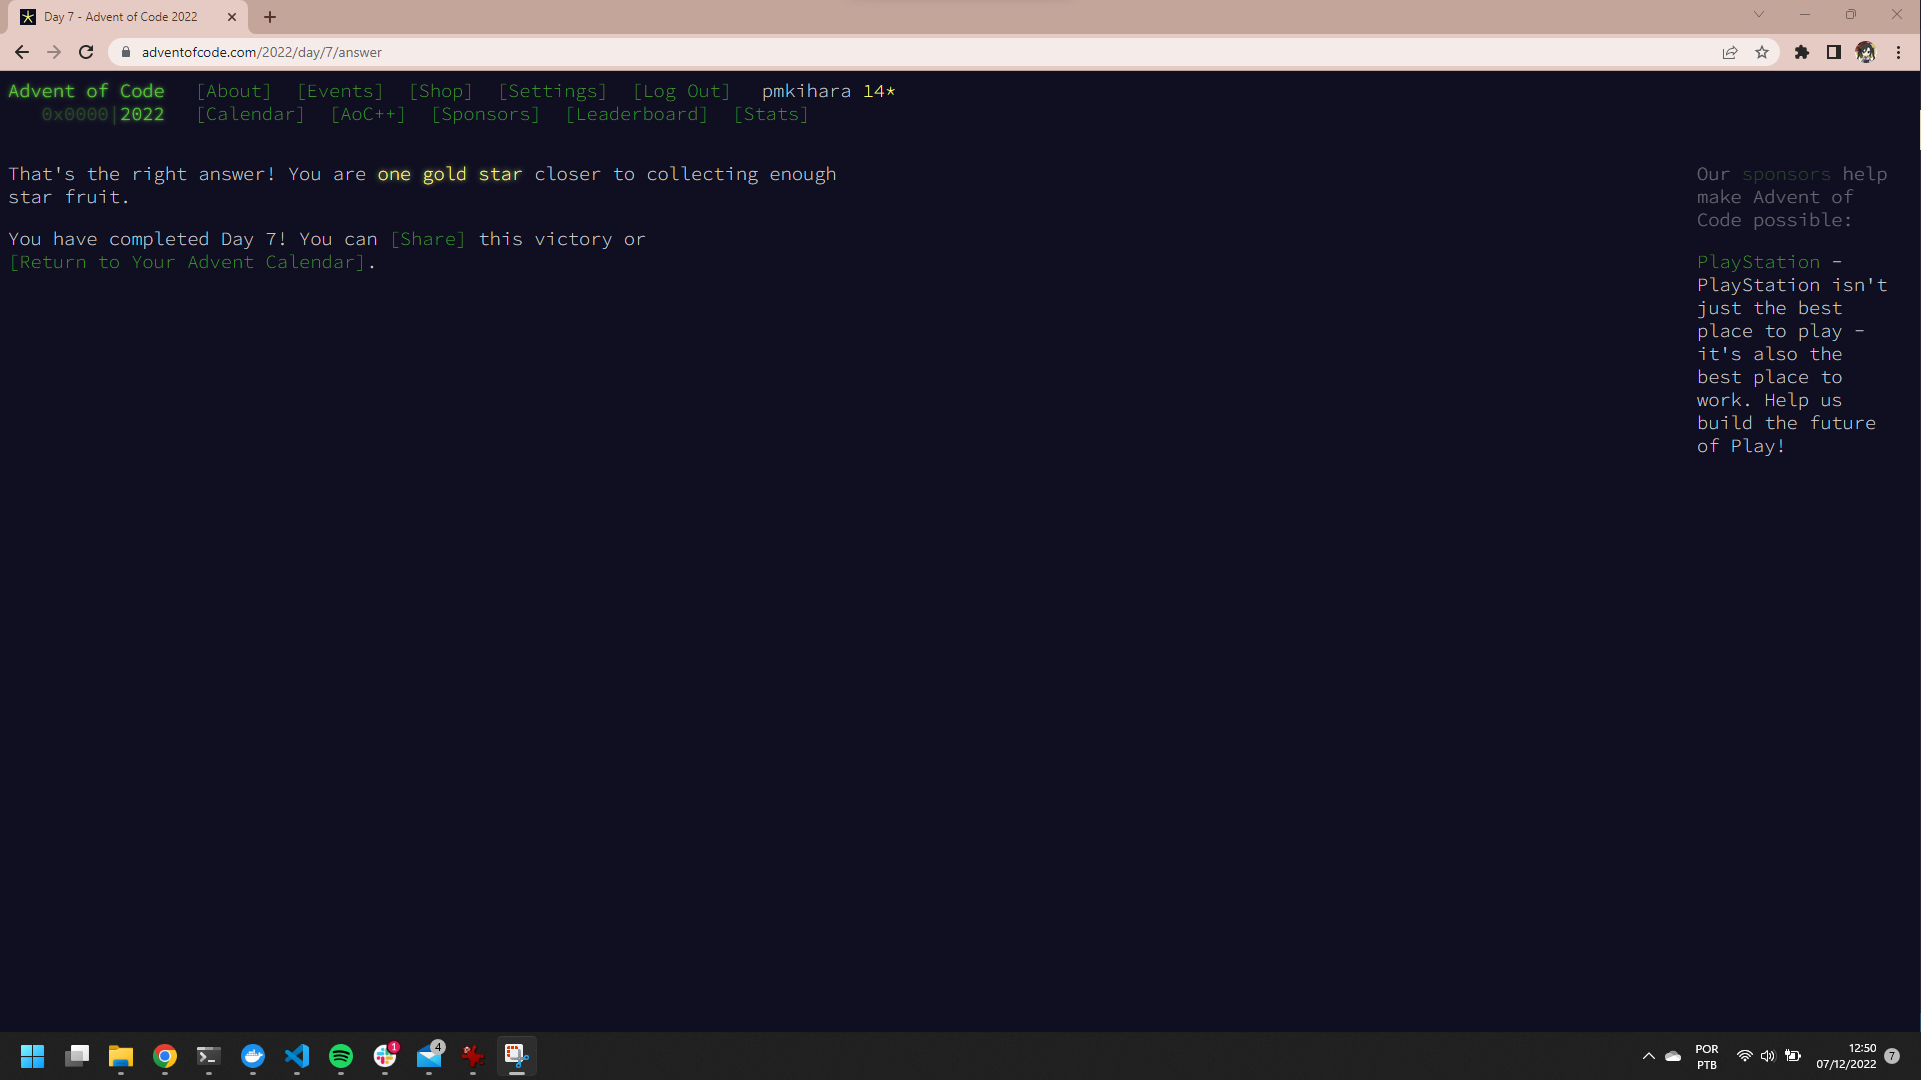 Day 7 - Advent of Code 2022
adventofcode.com/2022/day/7/answer
Advent of Code [About] [Events] [Shop] [Settings] [Log Out] pmkihara 14*
0x0000|2022 [Calendar] [AoC++] [Sponsors] [Leaderboard] [Stats]
That's the right answer! You are one gold star closer to collecting enough
star fruit.
You have completed Day 7! You can [Share] this victory or
[Return to Your Advent Calendar].
Our sponsors help
make Advent of
Code possible:
PlayStation -
PlayStation isn't
just the best
place to play -
it's also the
best place to
work. Help us
build the future
of Play!
1
4
POR
PTB
12:50
07/12/2022
7